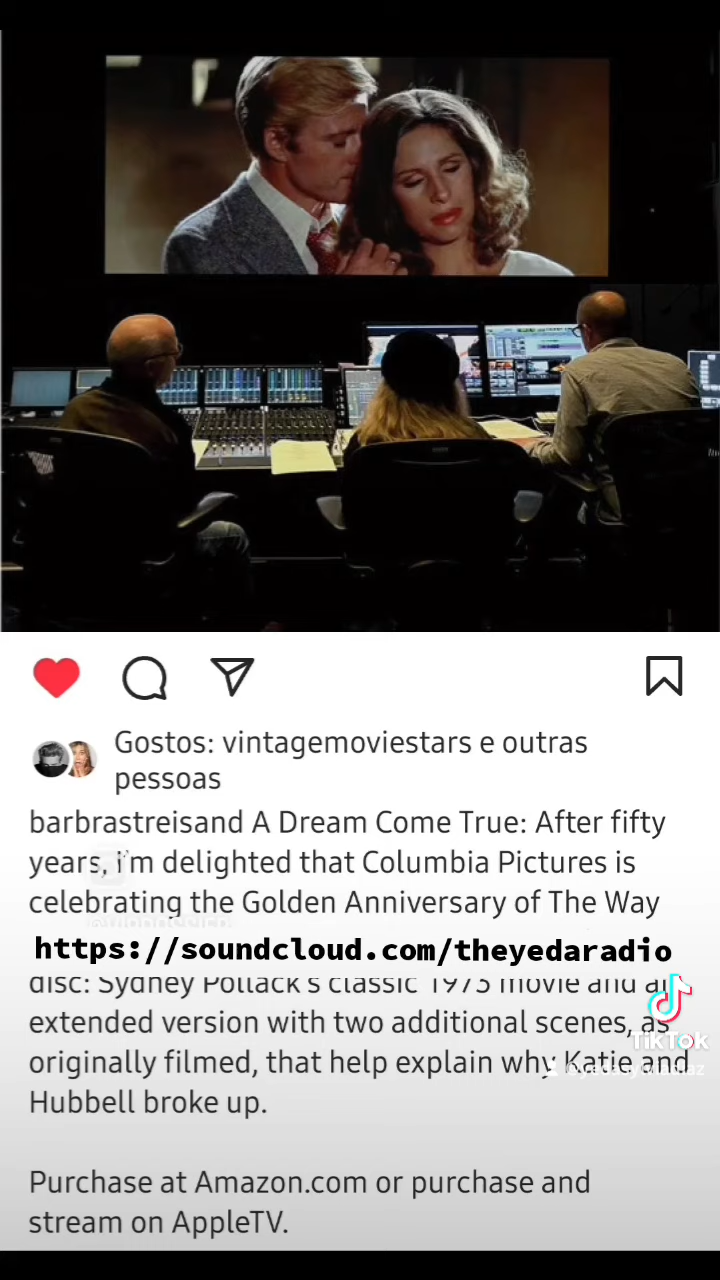 Gostos: vintagemoviestars e outras
pessoas
barbrastreisand A Dream Come True: After fifty
years, i'm delighted that Columbia Pictures is
celebrating the Golden Anniversary of The Way
https://soundcloud.com/theyedaradio
disc: Sydney Pollack's classic 1973 movie and an
extended version with two additional scenes, as
TikTok
originally filmed, that help explain why Katie and
Hubbell broke up.
Purchase at Amazon.com or purchase and
stream on AppleTV.